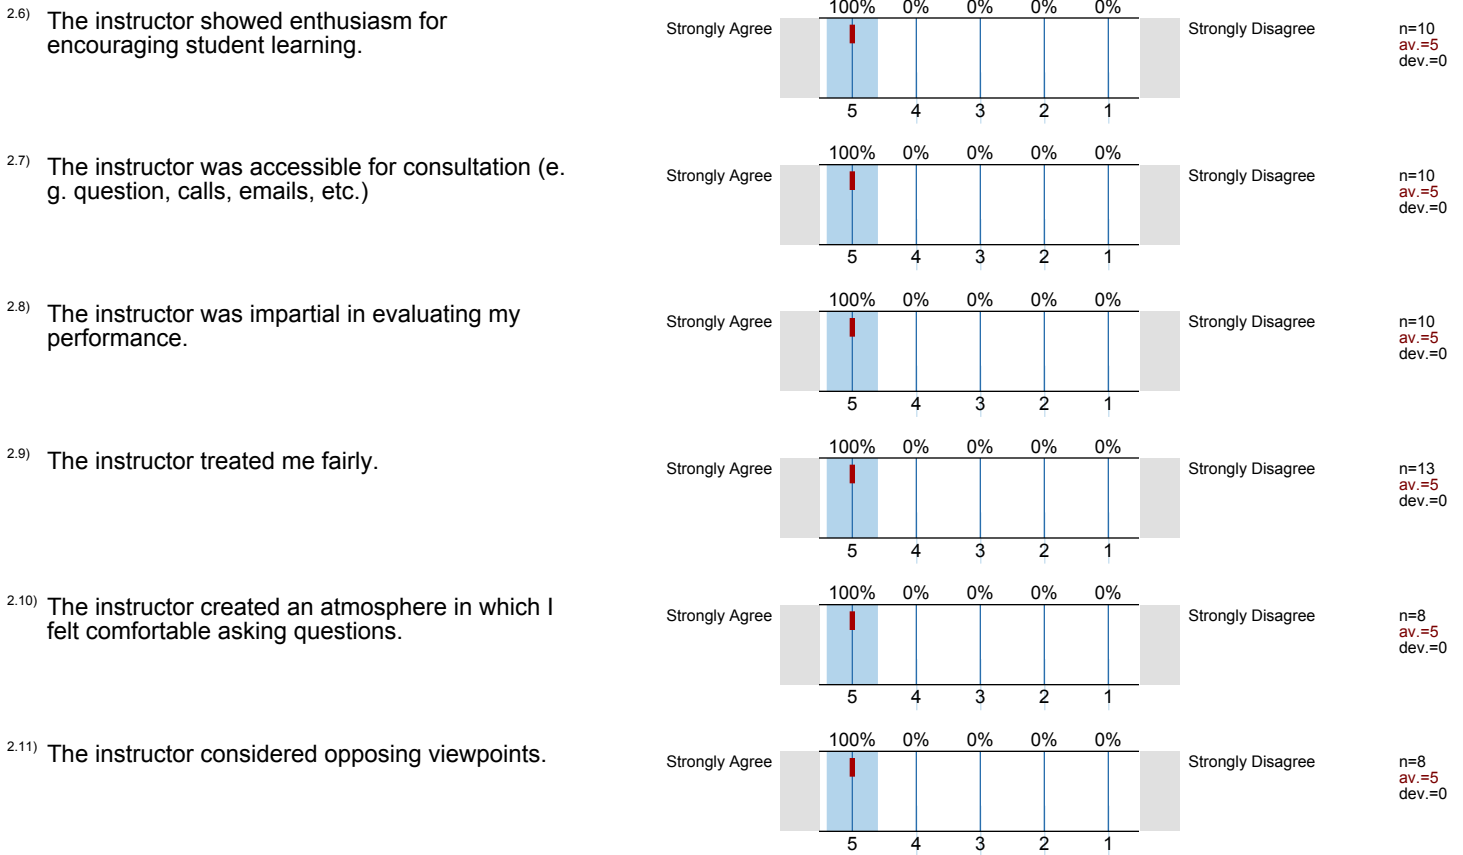 2.6) The instructor showed enthusiasm for
encouraging student learning.
100% 0% 0% 0% 0%
Strongly Agree Strongly Disagree
n=10
av.=5
dev.=0
5 4 3 2 1
2.7) The instructor was accessible for consultation (e.
g. question, calls, emails, etc.)
100% 0% 0% 0% 0%
Strongly Agree Strongly Disagree
n=10
av.=5
dev.=0
5 4 3 2 1
2.8) The instructor was impartial in evaluating my
performance.
100% 0% 0% 0% 0%
Strongly Agree Strongly Disagree
n=10
av.=5
dev.=0
5 4 3 2 1
2.9) The instructor treated me fairly.
100% 0% 0% 0% 0%
Strongly Agree Strongly Disagree
n=13
av.=5
dev.=0
5 4 3 2 1
2.10) The instructor created an atmosphere in which I
felt comfortable asking questions.
100% 0% 0% 0% 0%
Strongly Agree Strongly Disagree
n=8
av.=5
dev.=0
5 4 3 2 1
2.11) The instructor considered opposing viewpoints.
100% 0% 0% 0% 0%
Strongly Agree Strongly Disagree
n=8
av.=5
dev.=0
5 4 3 2 1